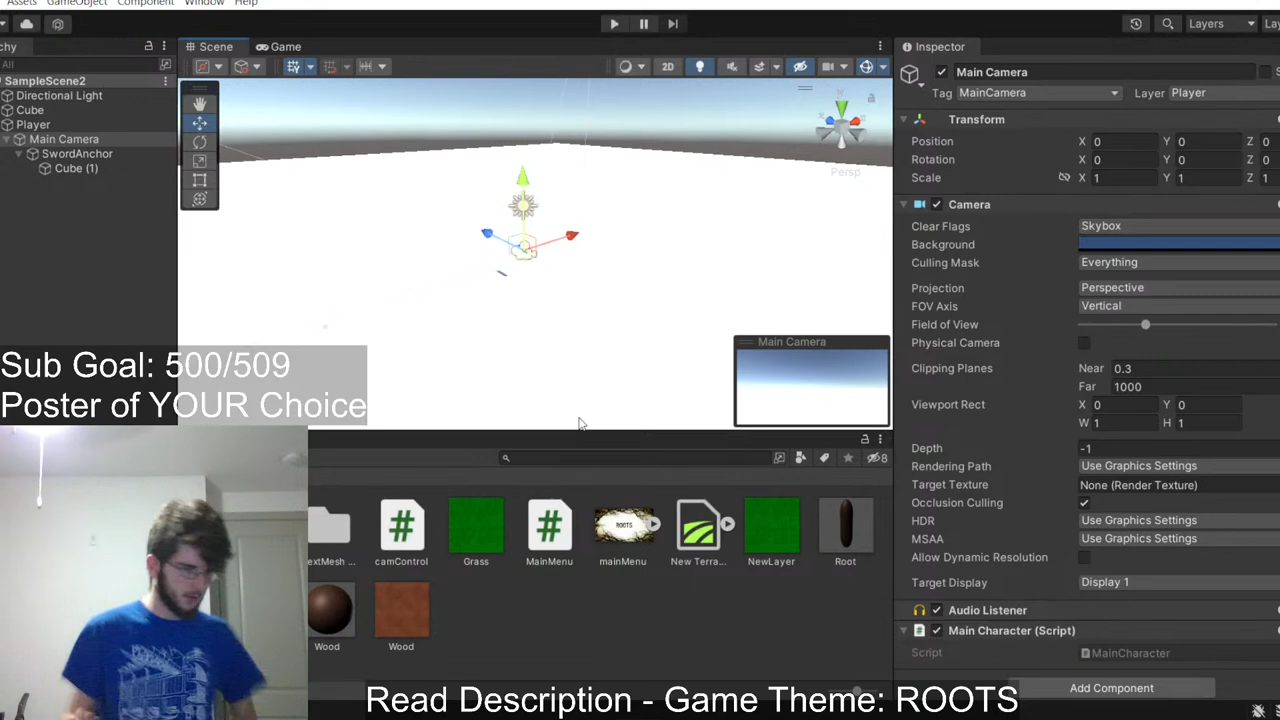 Assets GameObject Component Window Help
Layers
Lay
hy
Scene
Game
Inspector
All
2D
Main Camera
Tag MainCamera
Layer Player
SampleScene2
Directional Light
Cube
Player
Main Camera
SwordAnchor
Cube (1)
Persp
Transform
Position X 0 Y 0 Z 0
Rotation X 0 Y 0 Z 0
Scale X 1 Y 1 Z 1
Camera
Clear Flags Skybox
Background
Culling Mask Everything
Projection Perspective
FOV Axis Vertical
Field of View
Physical Camera
Clipping Planes Near 0.3
Far 1000
Viewport Rect X 0 Y 0
W 1 H 1
Depth -1
Rendering Path Use Graphics Settings
Target Texture None (Render Texture)
Occlusion Culling
HDR Use Graphics Settings
MSAA Use Graphics Settings
Allow Dynamic Resolution
Target Display Display 1
Audio Listener
Main Character (Script)
Script MainCharacter
Add Component
Main Camera
Sub Goal: 500/509
Poster of YOUR Choice
8
ROOTS
extMesh ...
camControl
Grass
MainMenu
mainMenu
New Terra...
NewLayer
Root
Wood
Wood
Read Description - Game Theme: ROOTS